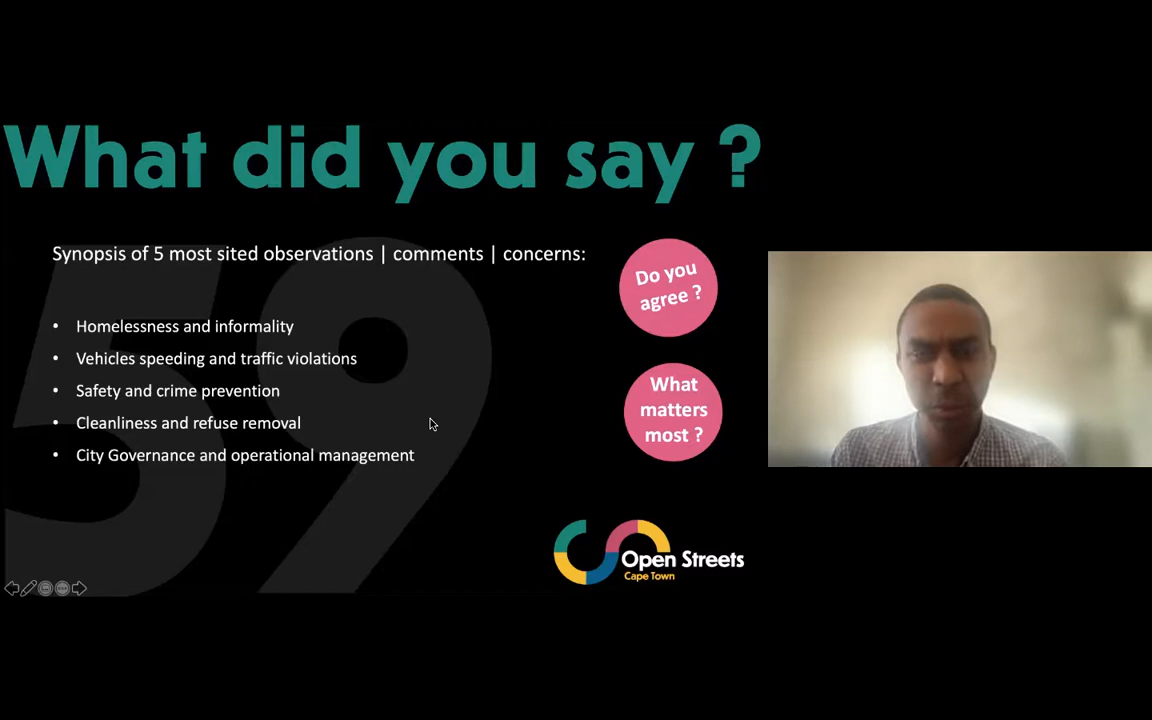 What did you say ?
Synopsis of 5 most sited observations | comments | concerns:
• Homelessness and informality
• Vehicles speeding and traffic violations
• Safety and crime prevention
• Cleanliness and refuse removal
• City Governance and operational management
59
Do you
agree ?
What
matters
most ?
Open Streets
Cape Town